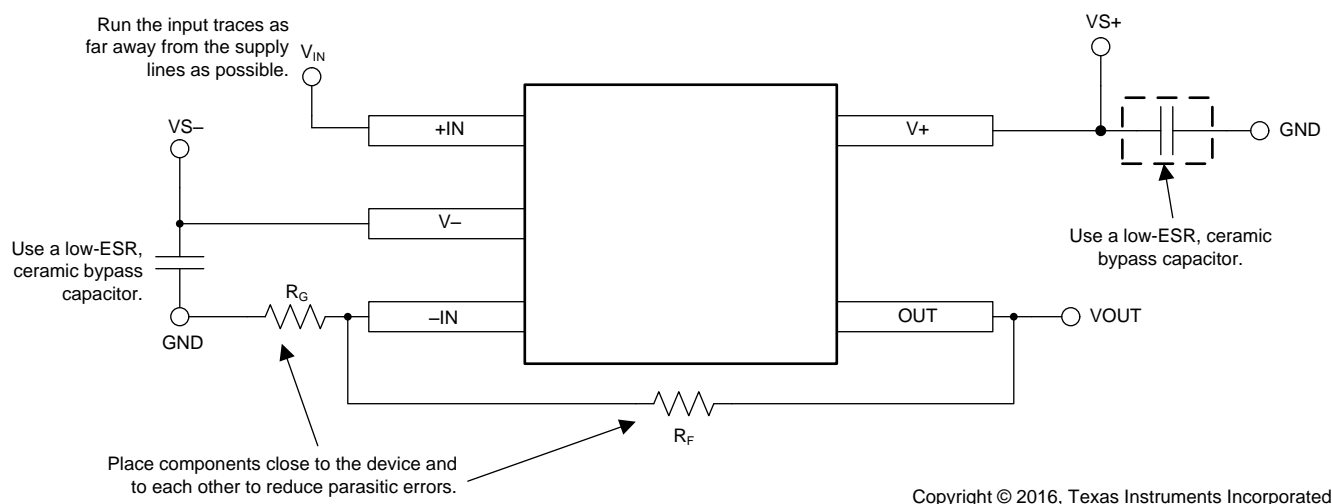 Run the input traces as
far away from the supply
lines as possible.
VIN
VS+
VS–
+IN
V+
GND
V–
Use a low-ESR,
ceramic bypass
capacitor.
Use a low-ESR, ceramic
bypass capacitor.
RG
–IN
OUT
VOUT
GND
RF
Place components close to the device and
to each other to reduce parasitic errors.
Copyright © 2016, Texas Instruments Incorporated